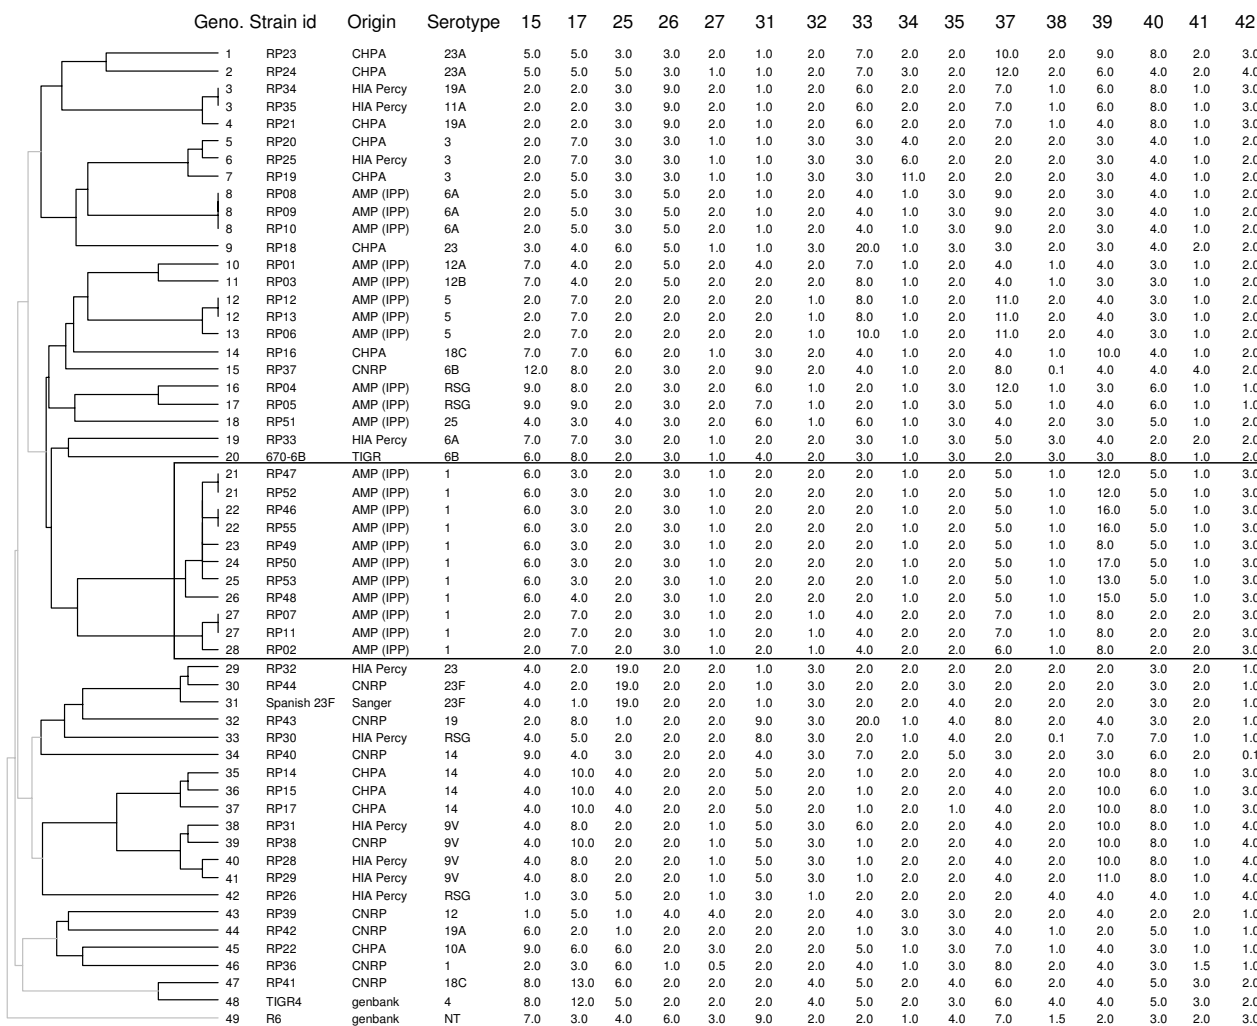 Geno. Strain id Origin Serotype 15 17 25 26 27 31 32 33 34 35 37 38 39 40 41 42
1 RP23 CHPA 23A 5.0 5.0 3.0 3.0 2.0 1.0 2.0 7.0 2.0 2.0 10.0 2.0 9.0 8.0 2.0 3.0
2 RP24 CHPA 23A 5.0 5.0 5.0 3.0 1.0 1.0 2.0 7.0 3.0 2.0 12.0 2.0 6.0 4.0 2.0 4.0
3 RP34 HIA Percy 19A 2.0 2.0 3.0 9.0 2.0 1.0 2.0 6.0 2.0 2.0 7.0 1.0 6.0 8.0 1.0 3.0
3 RP35 HIA Percy 11A 2.0 2.0 3.0 9.0 2.0 1.0 2.0 6.0 2.0 2.0 7.0 1.0 6.0 8.0 1.0 3.0
4 RP21 CHPA 19A 2.0 2.0 3.0 9.0 2.0 1.0 2.0 6.0 2.0 2.0 7.0 1.0 4.0 8.0 1.0 3.0
5 RP20 CHPA 3 2.0 7.0 3.0 3.0 1.0 1.0 3.0 3.0 4.0 2.0 2.0 2.0 3.0 4.0 1.0 2.0
6 RP25 HIA Percy 3 2.0 7.0 3.0 3.0 1.0 1.0 3.0 3.0 6.0 2.0 2.0 2.0 3.0 4.0 1.0 2.0
7 RP19 CHPA 3 2.0 5.0 3.0 3.0 1.0 1.0 3.0 3.0 11.0 2.0 2.0 2.0 3.0 4.0 1.0 2.0
8 RP08 AMP (IPP) 6A 2.0 5.0 3.0 5.0 2.0 1.0 2.0 4.0 1.0 3.0 9.0 2.0 3.0 4.0 1.0 2.0
8 RP09 AMP (IPP) 6A 2.0 5.0 3.0 5.0 2.0 1.0 2.0 4.0 1.0 3.0 9.0 2.0 3.0 4.0 1.0 2.0
8 RP10 AMP (IPP) 6A 2.0 5.0 3.0 5.0 2.0 1.0 2.0 4.0 1.0 3.0 9.0 2.0 3.0 4.0 1.0 2.0
9 RP18 CHPA 23 3.0 4.0 6.0 5.0 1.0 1.0 3.0 20.0 1.0 3.0 3.0 2.0 3.0 4.0 2.0 2.0
10 RP01 AMP (IPP) 12A 7.0 4.0 2.0 5.0 2.0 4.0 2.0 7.0 1.0 2.0 4.0 1.0 4.0 3.0 1.0 2.0
11 RP03 AMP (IPP) 12B 7.0 4.0 2.0 5.0 2.0 2.0 2.0 8.0 1.0 2.0 4.0 1.0 3.0 3.0 1.0 2.0
12 RP12 AMP (IPP) 5 2.0 7.0 2.0 2.0 2.0 2.0 1.0 8.0 1.0 2.0 11.0 2.0 4.0 3.0 1.0 2.0
12 RP13 AMP (IPP) 5 2.0 7.0 2.0 2.0 2.0 2.0 1.0 8.0 1.0 2.0 11.0 2.0 4.0 3.0 1.0 2.0
13 RP06 AMP (IPP) 5 2.0 7.0 2.0 2.0 2.0 2.0 1.0 10.0 1.0 2.0 11.0 2.0 4.0 3.0 1.0 2.0
14 RP16 CHPA 18C 7.0 7.0 6.0 2.0 1.0 3.0 2.0 4.0 1.0 2.0 4.0 1.0 10.0 4.0 1.0 2.0
15 RP37 CNRP 6B 12.0 8.0 2.0 3.0 2.0 9.0 2.0 4.0 1.0 2.0 8.0 0.1 4.0 4.0 4.0 2.0
16 RP04 AMP (IPP) RSG 9.0 8.0 2.0 3.0 2.0 6.0 1.0 2.0 1.0 3.0 12.0 1.0 3.0 6.0 1.0 1.0
17 RP05 AMP (IPP) RSG 9.0 9.0 2.0 3.0 2.0 7.0 1.0 2.0 1.0 3.0 5.0 1.0 4.0 6.0 1.0 1.0
18 RP51 AMP (IPP) 25 4.0 3.0 4.0 3.0 2.0 6.0 1.0 6.0 1.0 3.0 4.0 2.0 3.0 5.0 1.0 2.0
19 RP33 HIA Percy 6A 7.0 7.0 3.0 2.0 1.0 2.0 2.0 3.0 1.0 3.0 5.0 3.0 4.0 2.0 2.0 2.0
20 670-6B TIGR 6B 6.0 8.0 2.0 3.0 1.0 4.0 2.0 3.0 1.0 3.0 2.0 3.0 3.0 8.0 1.0 2.0
21 RP47 AMP (IPP) 1 6.0 3.0 2.0 3.0 1.0 2.0 2.0 2.0 1.0 2.0 5.0 1.0 12.0 5.0 1.0 3.0
21 RP52 AMP (IPP) 1 6.0 3.0 2.0 3.0 1.0 2.0 2.0 2.0 1.0 2.0 5.0 1.0 12.0 5.0 1.0 3.0
22 RP46 AMP (IPP) 1 6.0 3.0 2.0 3.0 1.0 2.0 2.0 2.0 1.0 2.0 5.0 1.0 16.0 5.0 1.0 3.0
22 RP55 AMP (IPP) 1 6.0 3.0 2.0 3.0 1.0 2.0 2.0 2.0 1.0 2.0 5.0 1.0 16.0 5.0 1.0 3.0
23 RP49 AMP (IPP) 1 6.0 3.0 2.0 3.0 1.0 2.0 2.0 2.0 1.0 2.0 5.0 1.0 8.0 5.0 1.0 3.0
24 RP50 AMP (IPP) 1 6.0 3.0 2.0 3.0 1.0 2.0 2.0 2.0 1.0 2.0 5.0 1.0 17.0 5.0 1.0 3.0
25 RP53 AMP (IPP) 1 6.0 3.0 2.0 3.0 1.0 2.0 2.0 2.0 1.0 2.0 5.0 1.0 13.0 5.0 1.0 3.0
26 RP48 AMP (IPP) 1 6.0 4.0 2.0 3.0 1.0 2.0 2.0 2.0 1.0 2.0 5.0 1.0 15.0 5.0 1.0 3.0
27 RP07 AMP (IPP) 1 2.0 7.0 2.0 3.0 1.0 2.0 1.0 4.0 2.0 2.0 7.0 1.0 8.0 2.0 2.0 3.0
27 RP11 AMP (IPP) 1 2.0 7.0 2.0 3.0 1.0 2.0 1.0 4.0 2.0 2.0 7.0 1.0 8.0 2.0 2.0 3.0
28 RP02 AMP (IPP) 1 2.0 7.0 2.0 3.0 1.0 2.0 1.0 4.0 2.0 2.0 6.0 1.0 8.0 2.0 2.0 3.0
29 RP32 HIA Percy 23 4.0 2.0 19.0 2.0 2.0 1.0 3.0 2.0 2.0 2.0 2.0 2.0 2.0 3.0 2.0 1.0
30 RP44 CNRP 23F 4.0 2.0 19.0 2.0 2.0 1.0 3.0 2.0 2.0 3.0 2.0 2.0 2.0 3.0 2.0 1.0
31 Spanish 23F Sanger 23F 4.0 1.0 19.0 2.0 2.0 1.0 3.0 2.0 2.0 2.0 2.0 2.0 2.0 3.0 2.0 1.0
32 RP43 CNRP 19 2.0 8.0 1.0 2.0 2.0 9.0 3.0 20.0 1.0 4.0 8.0 2.0 4.0 3.0 2.0 1.0
33 RP30 HIA Percy RSG 4.0 5.0 2.0 2.0 2.0 8.0 3.0 2.0 1.0 4.0 2.0 0.1 7.0 7.0 1.0 1.0
34 RP40 CNRP 14 9.0 4.0 3.0 2.0 2.0 4.0 3.0 7.0 2.0 5.0 3.0 2.0 3.0 6.0 2.0 0.1
35 RP14 CHPA 14 4.0 10.0 4.0 2.0 2.0 5.0 2.0 1.0 2.0 2.0 4.0 2.0 10.0 8.0 1.0 3.0
36 RP15 CHPA 14 4.0 10.0 4.0 2.0 2.0 5.0 2.0 1.0 2.0 2.0 4.0 2.0 10.0 6.0 1.0 3.0
37 RP17 CHPA 14 4.0 10.0 4.0 2.0 2.0 5.0 2.0 1.0 2.0 1.0 4.0 2.0 10.0 8.0 1.0 3.0
38 RP31 HIA Percy 9V 4.0 8.0 2.0 2.0 1.0 5.0 3.0 6.0 2.0 2.0 4.0 2.0 10.0 8.0 1.0 4.0
39 RP38 CNRP 9V 4.0 10.0 2.0 2.0 1.0 5.0 3.0 1.0 2.0 2.0 4.0 2.0 10.0 8.0 1.0 4.0
40 RP28 HIA Percy 9V 4.0 8.0 2.0 2.0 1.0 5.0 3.0 1.0 2.0 2.0 4.0 2.0 10.0 8.0 1.0 4.0
41 RP29 HIA Percy 9V 4.0 8.0 2.0 2.0 1.0 5.0 3.0 1.0 2.0 2.0 4.0 2.0 11.0 8.0 1.0 4.0
42 RP26 HIA Percy RSG 1.0 3.0 5.0 2.0 1.0 3.0 1.0 2.0 2.0 2.0 2.0 4.0 4.0 4.0 1.0 4.0
43 RP39 CNRP 12 1.0 5.0 1.0 4.0 4.0 2.0 2.0 4.0 3.0 3.0 4.0 2.0 4.0 2.0 2.0 1.0
44 RP42 CNRP 19A 6.0 2.0 1.0 2.0 2.0 2.0 2.0 1.0 3.0 3.0 4.0 1.0 2.0 5.0 1.0 1.0
45 RP22 CHPA 10A 9.0 6.0 6.0 2.0 3.0 2.0 2.0 5.0 1.0 3.0 7.0 1.0 4.0 3.0 1.0 1.0
46 RP36 CNRP 1 2.0 3.0 6.0 1.0 0.5 2.0 2.0 4.0 1.0 3.0 8.0 2.0 4.0 3.0 1.5 1.0
47 RP41 CNRP 18C 8.0 13.0 6.0 2.0 2.0 2.0 4.0 5.0 2.0 4.0 6.0 2.0 4.0 5.0 3.0 2.0
48 TIGR4 genbank 4 8.0 12.0 5.0 2.0 2.0 2.0 4.0 5.0 2.0 3.0 6.0 4.0 4.0 5.0 3.0 2.0
49 R6 genbank NT 7.0 3.0 4.0 6.0 3.0 9.0 2.0 2.0 1.0 4.0 7.0 1.5 2.0 3.0 2.0 3.0